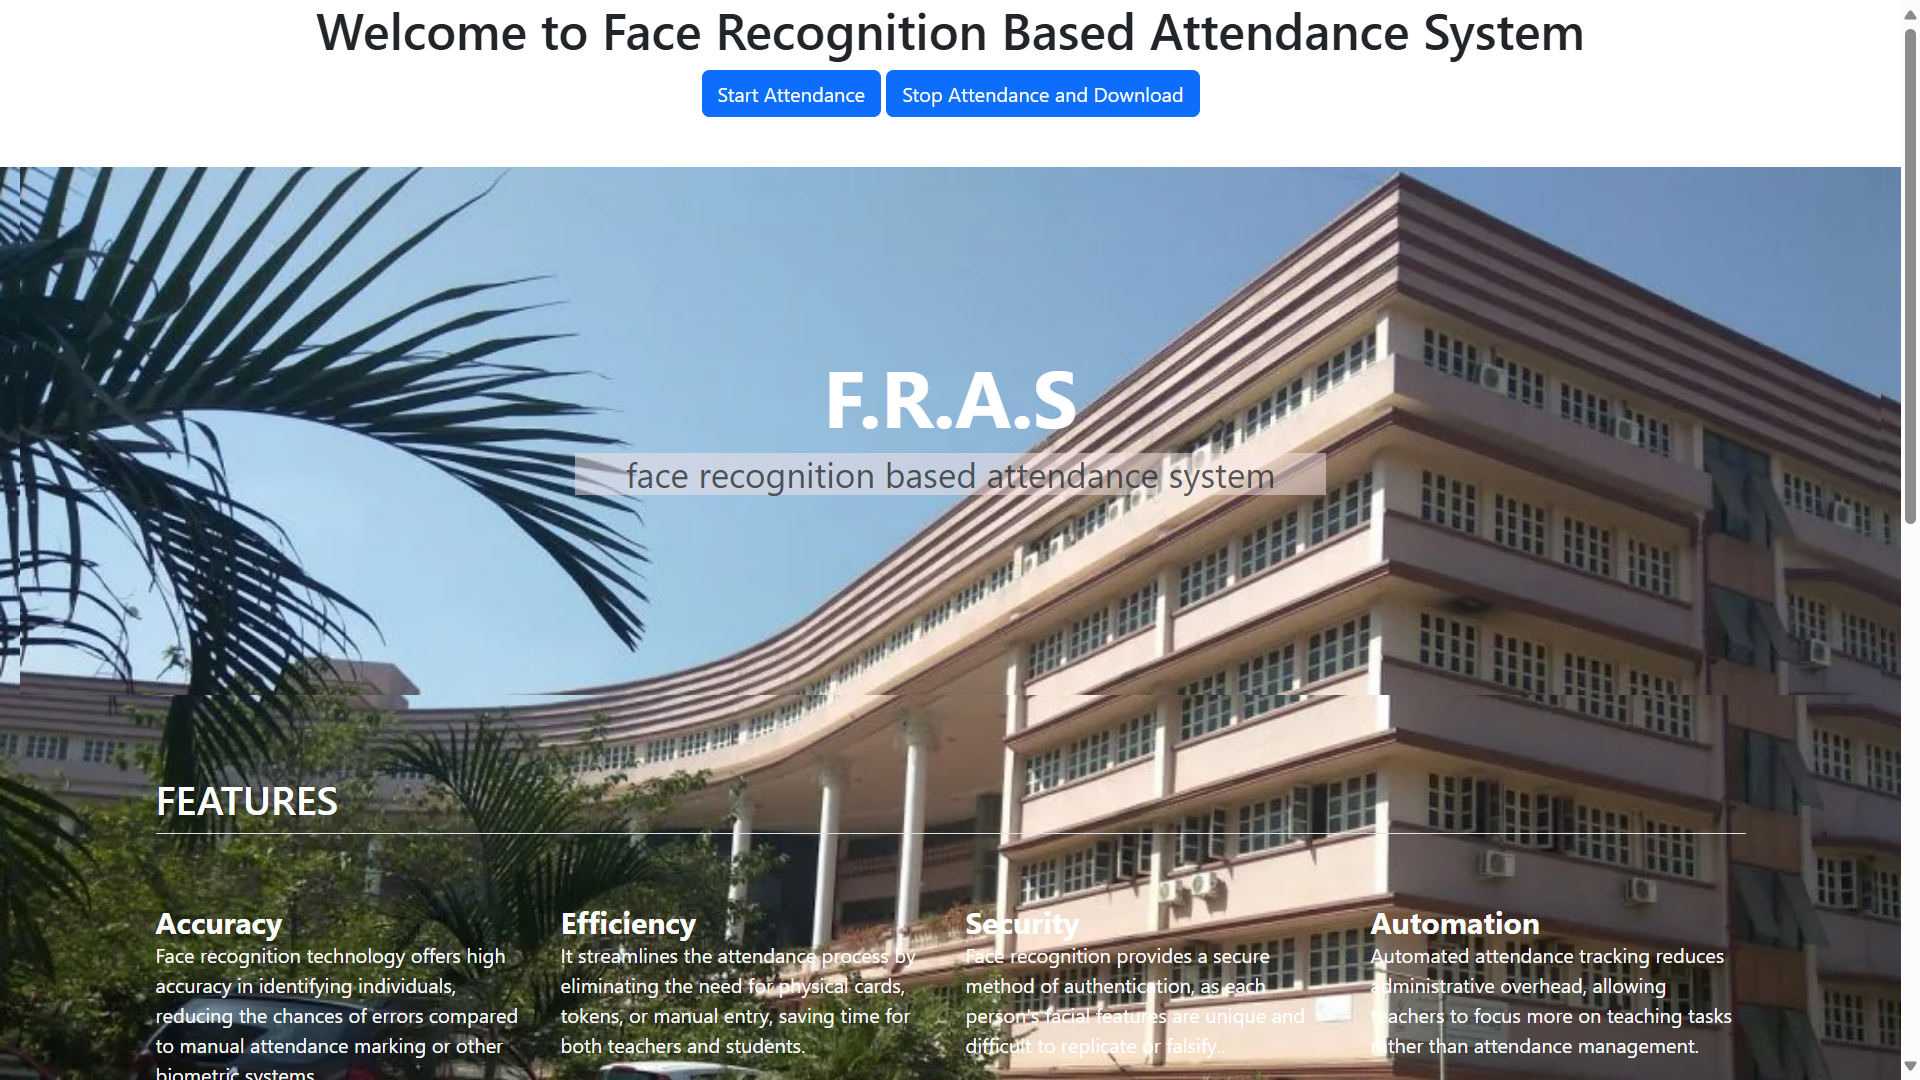 Welcome to Face Recognition Based Attendance System
Start Attendance
Stop Attendance and Download
F.R.A.S
face recognition based attendance system
FEATURES
Accuracy
Face recognition technology offers high
accuracy in identifying individuals,
reducing the chances of errors compared
to manual attendance marking or other
biometric systems.
Efficiency
It streamlines the attendance process by
eliminating the need for physical cards,
tokens, or manual entry, saving time for
both teachers and students.
Security
Face recognition provides a secure
method of authentication, as each
person's facial features are unique and
difficult to replicate or falsify..
Automation
Automated attendance tracking reduces
administrative overhead, allowing
teachers to focus more on teaching tasks
rather than attendance management.